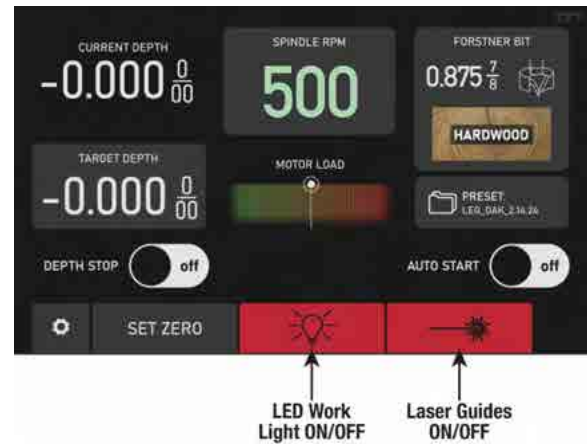 CURRENT DEPTH
-0.000 0/00
SPINDLE RPM
500
FORSTNER BIT
0.875 7/8
HARDWOOD
TARGET DEPTH
-0.000 0/00
MOTOR LOAD
PRESET
LEG_OAK_2.14.24
DEPTH STOP off
AUTO START off
SET ZERO
LED Work
Light ON/OFF
Laser Guides
ON/OFF